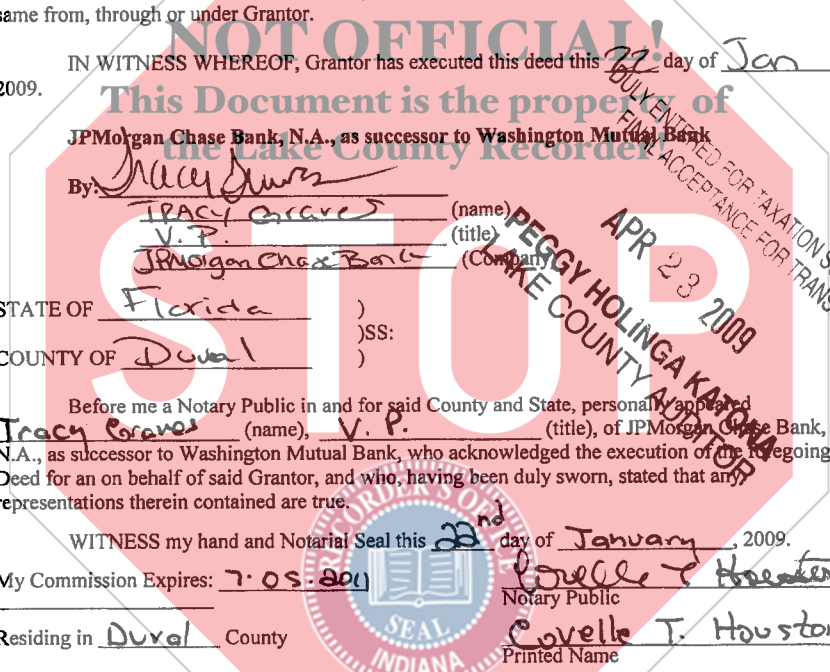 same from, through or under Grantor.
NOT OFFICIAL!
IN WITNESS WHEREOF, Grantor has executed this deed this 22 day of Jan
2009.
This Document is the property of
the Lake County Recorder!
JPMorgan Chase Bank, N.A., as successor to Washington Mutual Bank
By: Tracy Graves
TRACY Graves (name)
V. P. (title)
JPMorgan Chase Bank (Company)
DULY ENTERED FOR TAXATION S
FINAL ACCEPTANCE FOR TRANS
APR 23 2009
PEGGY HOLINGA KATONA
LAKE COUNTY AUDITOR
STOP
STATE OF Florida )
)SS:
COUNTY OF Duval )
Before me a Notary Public in and for said County and State, personally appeared
Tracy Graves (name), V. P. (title), of JPMorgan Chase Bank,
N.A., as successor to Washington Mutual Bank, who acknowledged the execution of the foregoing
Deed for an on behalf of said Grantor, and who, having been duly sworn, stated that any
representations therein contained are true.
WITNESS my hand and Notarial Seal this 22nd day of January, 2009.
My Commission Expires: 7.05.2011
Covelle T Houston
Notary Public
Residing in Duval County
Covelle T. Houston
Printed Name
SEAL
INDIANA